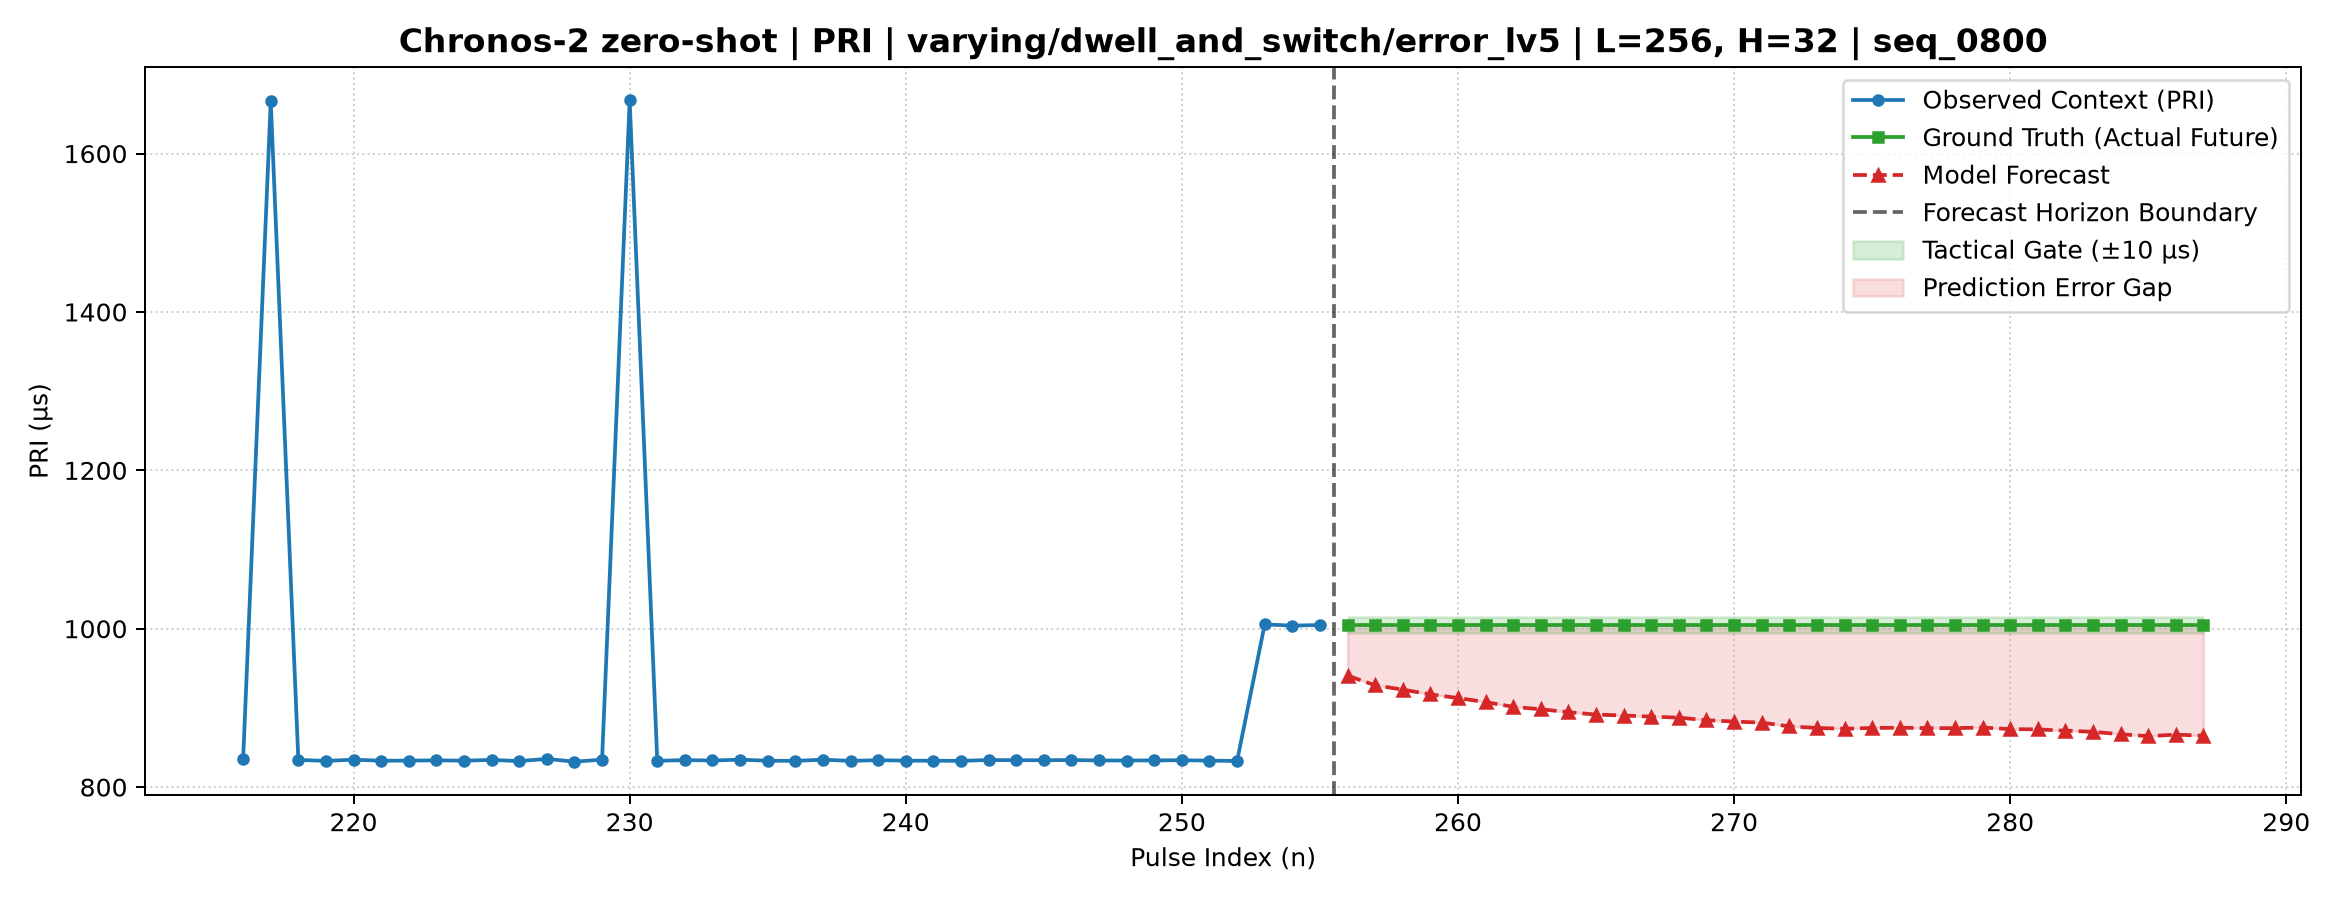 Chronos-2 zero-shot | PRI | varying/dwell_and_switch/error_lv5 | L=256, H=32 | seq_0800
Observed Context (PRI)
Ground Truth (Actual Future)
Model Forecast
Forecast Horizon Boundary
Tactical Gate (±10 µs)
Prediction Error Gap
PRI (µs)
1600
1400
1200
1000
800
220 230 240 250 260 270 280 290
Pulse Index (n)